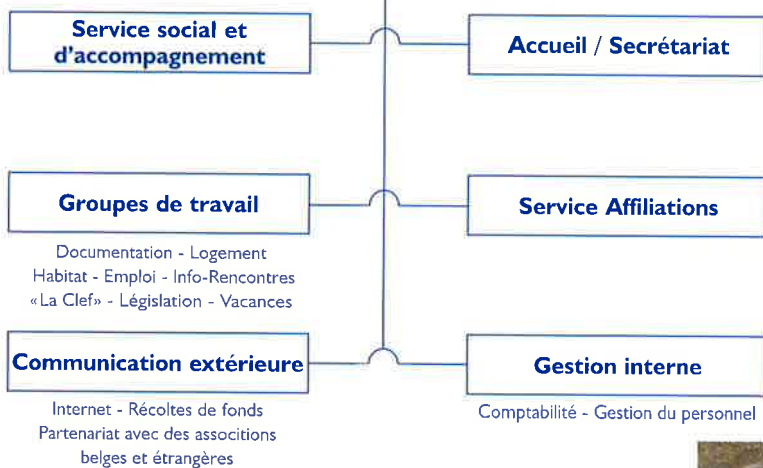 Service social et
d'accompagnement
Accueil / Secrétariat
Groupes de travail
Documentation - Logement
Habitat - Emploi - Info-Rencontres
«La Clef» - Législation - Vacances
Service Affiliations
Communication extérieure
Internet - Récoltes de fonds
Partenariat avec des associtions
belges et étrangères
Gestion interne
Comptabilité - Gestion du personnel